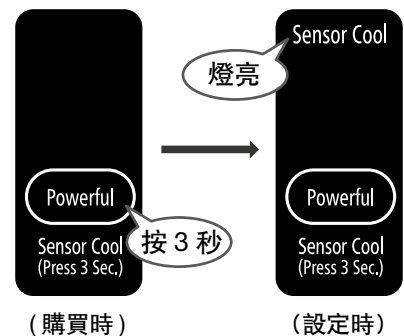 Powerful
Sensor Cool
(Press 3 Sec.)
按 3 秒
(購買時)
Sensor Cool
燈亮
Powerful
Sensor Cool
(Press 3 Sec.)
(設定時)